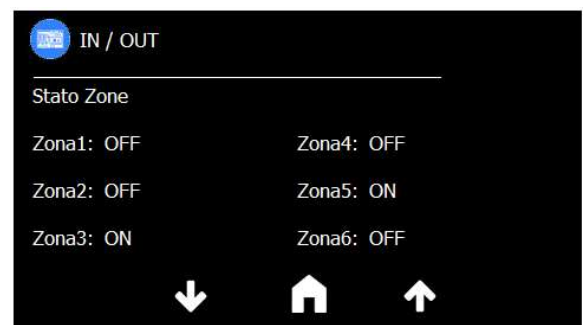 IN / OUT
Stato Zone
Zona1: OFF
Zona4: OFF
Zona2: OFF
Zona5: ON
Zona3: ON
Zona6: OFF